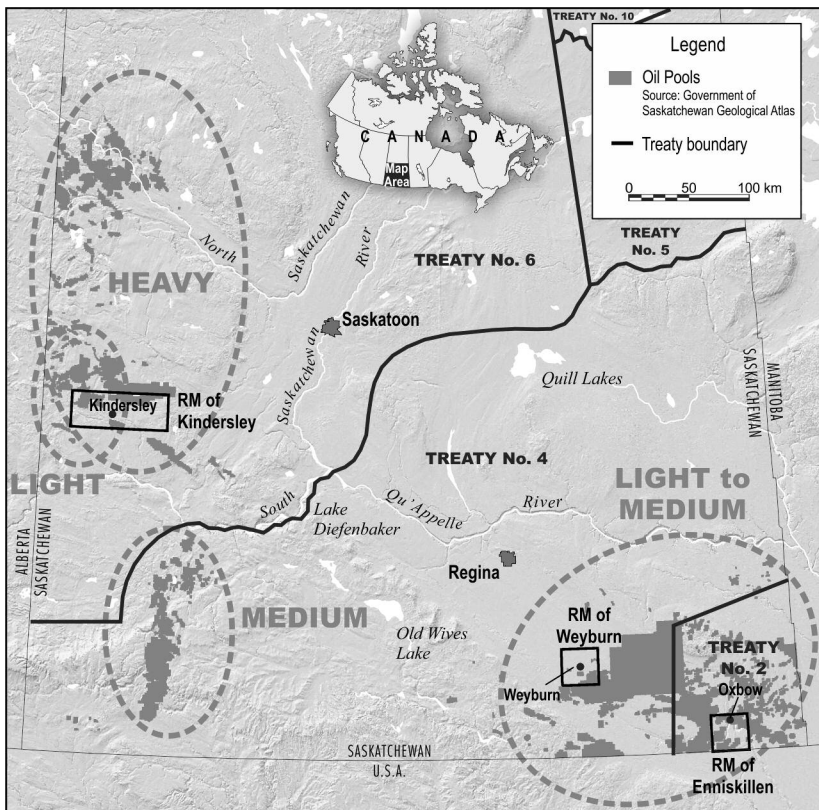 TREATY No. 10
Legend
Oil Pools
Source: Government of
Saskatchewan Geological Atlas
Treaty boundary
0 50 100 km
CANADA
Map
Area
North
Saskatchewan
River
TREATY No. 6
TREATY
No. 5
HEAVY
Saskatoon
Saskatchewan
Quill Lakes
SASKATCHEWAN
MANITOBA
Kindersley
RM of
Kindersley
TREATY No. 4
LIGHT
South
Lake
Diefenbaker
Qu'Appelle
River
LIGHT to
MEDIUM
ALBERTA
SASKATCHEWAN
Regina
MEDIUM
Old Wives
Lake
RM of
Weyburn
Weyburn
TREATY
No. 2
Oxbow
SASKATCHEWAN
U.S.A.
RM of
Enniskillen